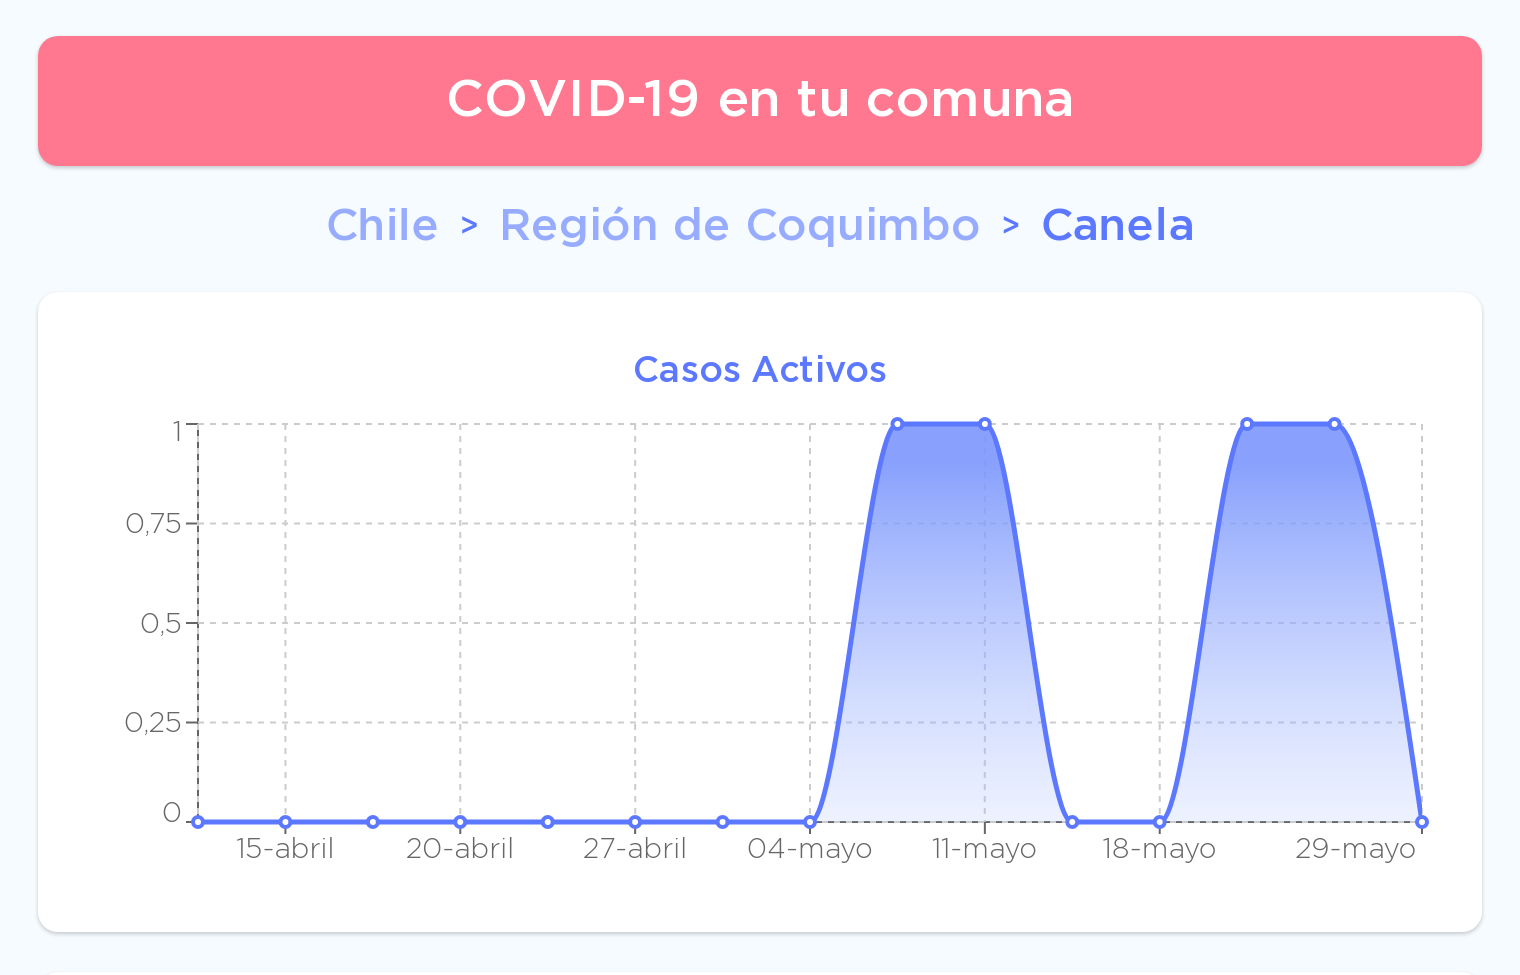 COVID-19 en tu comuna
Chile > Región de Coquimbo > Canela
Casos Activos
1
0,75
0,5
0,25
0
15-abril 20-abril 27-abril 04-mayo 11-mayo 18-mayo 29-mayo